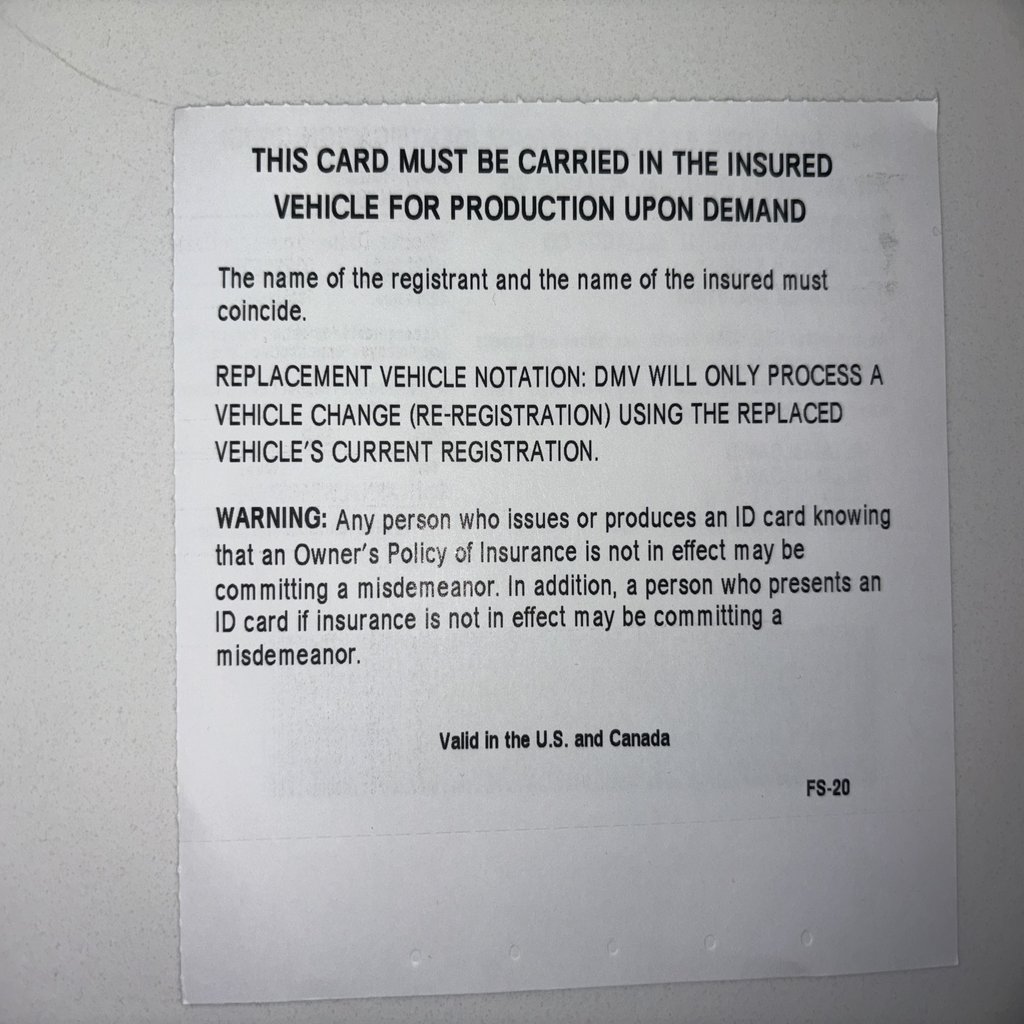 THIS CARD MUST BE CARRIED IN THE INSURED
VEHICLE FOR PRODUCTION UPON DEMAND
The name of the registrant and the name of the insured must
coincide.
REPLACEMENT VEHICLE NOTATION: DMV WILL ONLY PROCESS A
VEHICLE CHANGE (RE-REGISTRATION) USING THE REPLACED
VEHICLE'S CURRENT REGISTRATION.
WARNING: Any person who issues or produces an ID card knowing
that an Owner's Policy of Insurance is not in effect may be
committing a misdemeanor. In addition, a person who presents an
ID card if insurance is not in effect may be committing a
misdemeanor.
Valid in the U.S. and Canada
FS-20